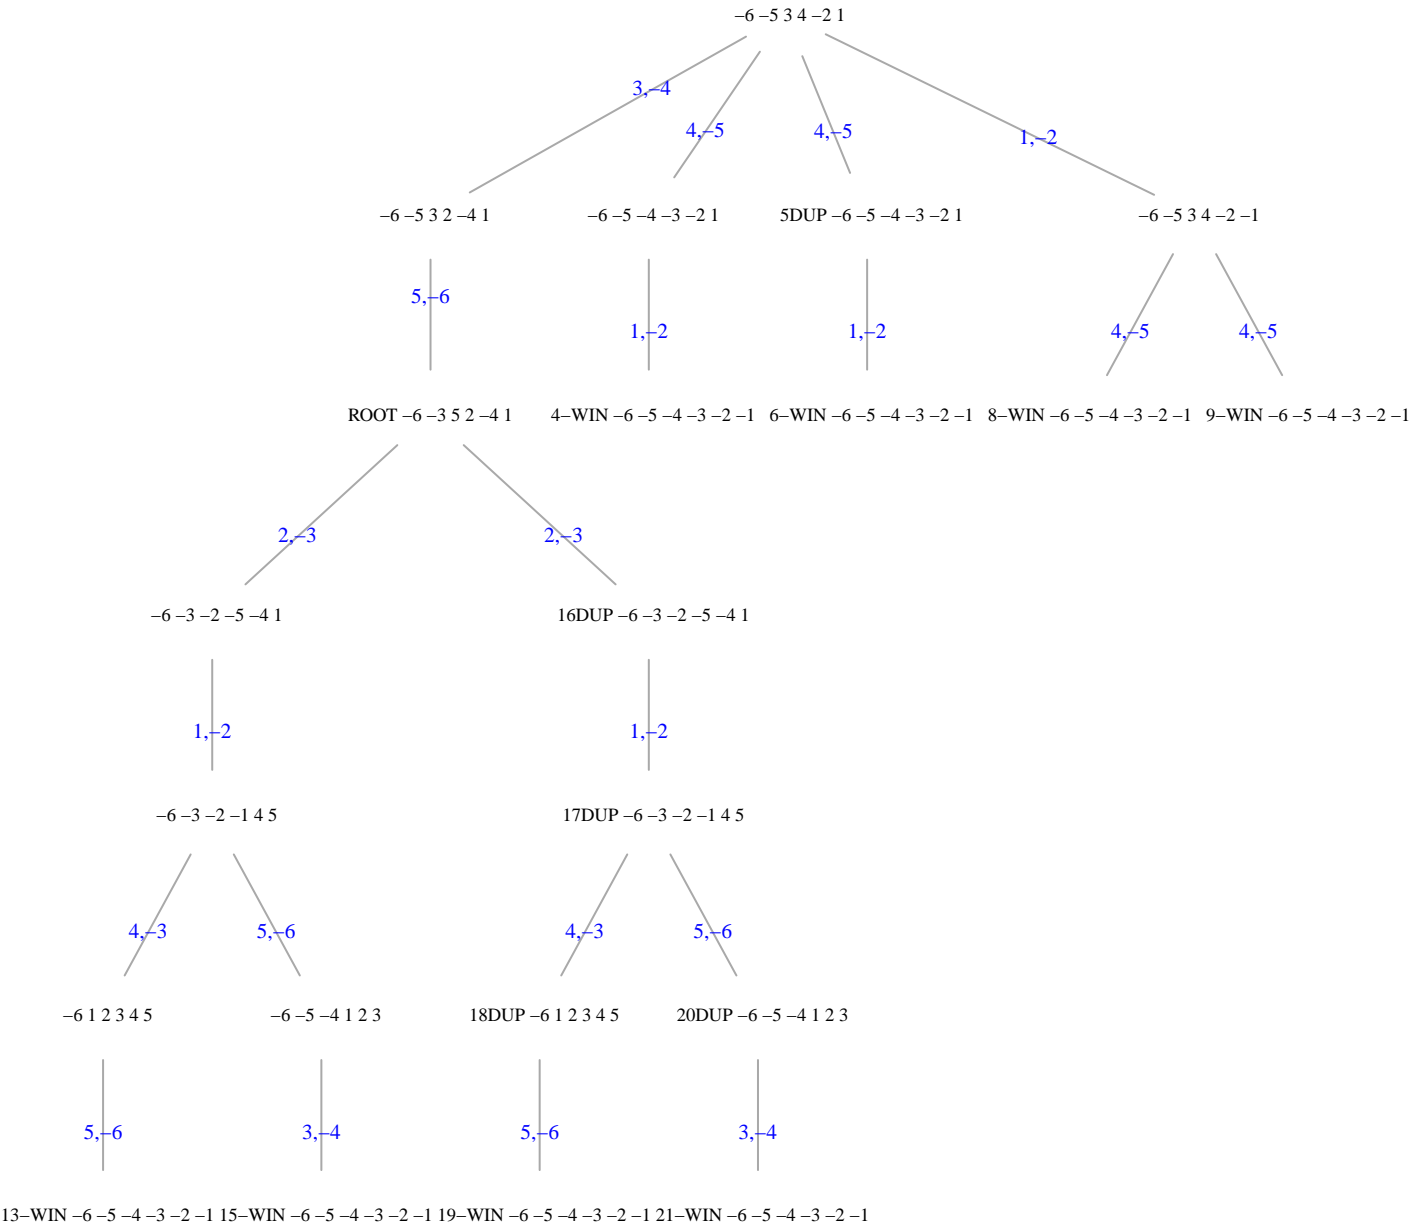 –6 –5 3 4 –2 1
3,–4
4,–5
4,–5
1,–2
–6 –5 3 2 –4 1
–6 –5 –4 –3 –2 1
5DUP –6 –5 –4 –3 –2 1
–6 –5 3 4 –2 –1
5,–6
1,–2
1,–2
4,–5
4,–5
ROOT –6 –3 5 2 –4 1
4–WIN –6 –5 –4 –3 –2 –1
6–WIN –6 –5 –4 –3 –2 –1
8–WIN –6 –5 –4 –3 –2 –1
9–WIN –6 –5 –4 –3 –2 –1
2,–3
2,–3
–6 –3 –2 –5 –4 1
16DUP –6 –3 –2 –5 –4 1
1,–2
1,–2
–6 –3 –2 –1 4 5
17DUP –6 –3 –2 –1 4 5
4,–3
5,–6
4,–3
5,–6
–6 1 2 3 4 5
–6 –5 –4 1 2 3
18DUP –6 1 2 3 4 5
20DUP –6 –5 –4 1 2 3
5,–6
3,–4
5,–6
3,–4
13–WIN –6 –5 –4 –3 –2 –1
15–WIN –6 –5 –4 –3 –2 –1
19–WIN –6 –5 –4 –3 –2 –1
21–WIN –6 –5 –4 –3 –2 –1